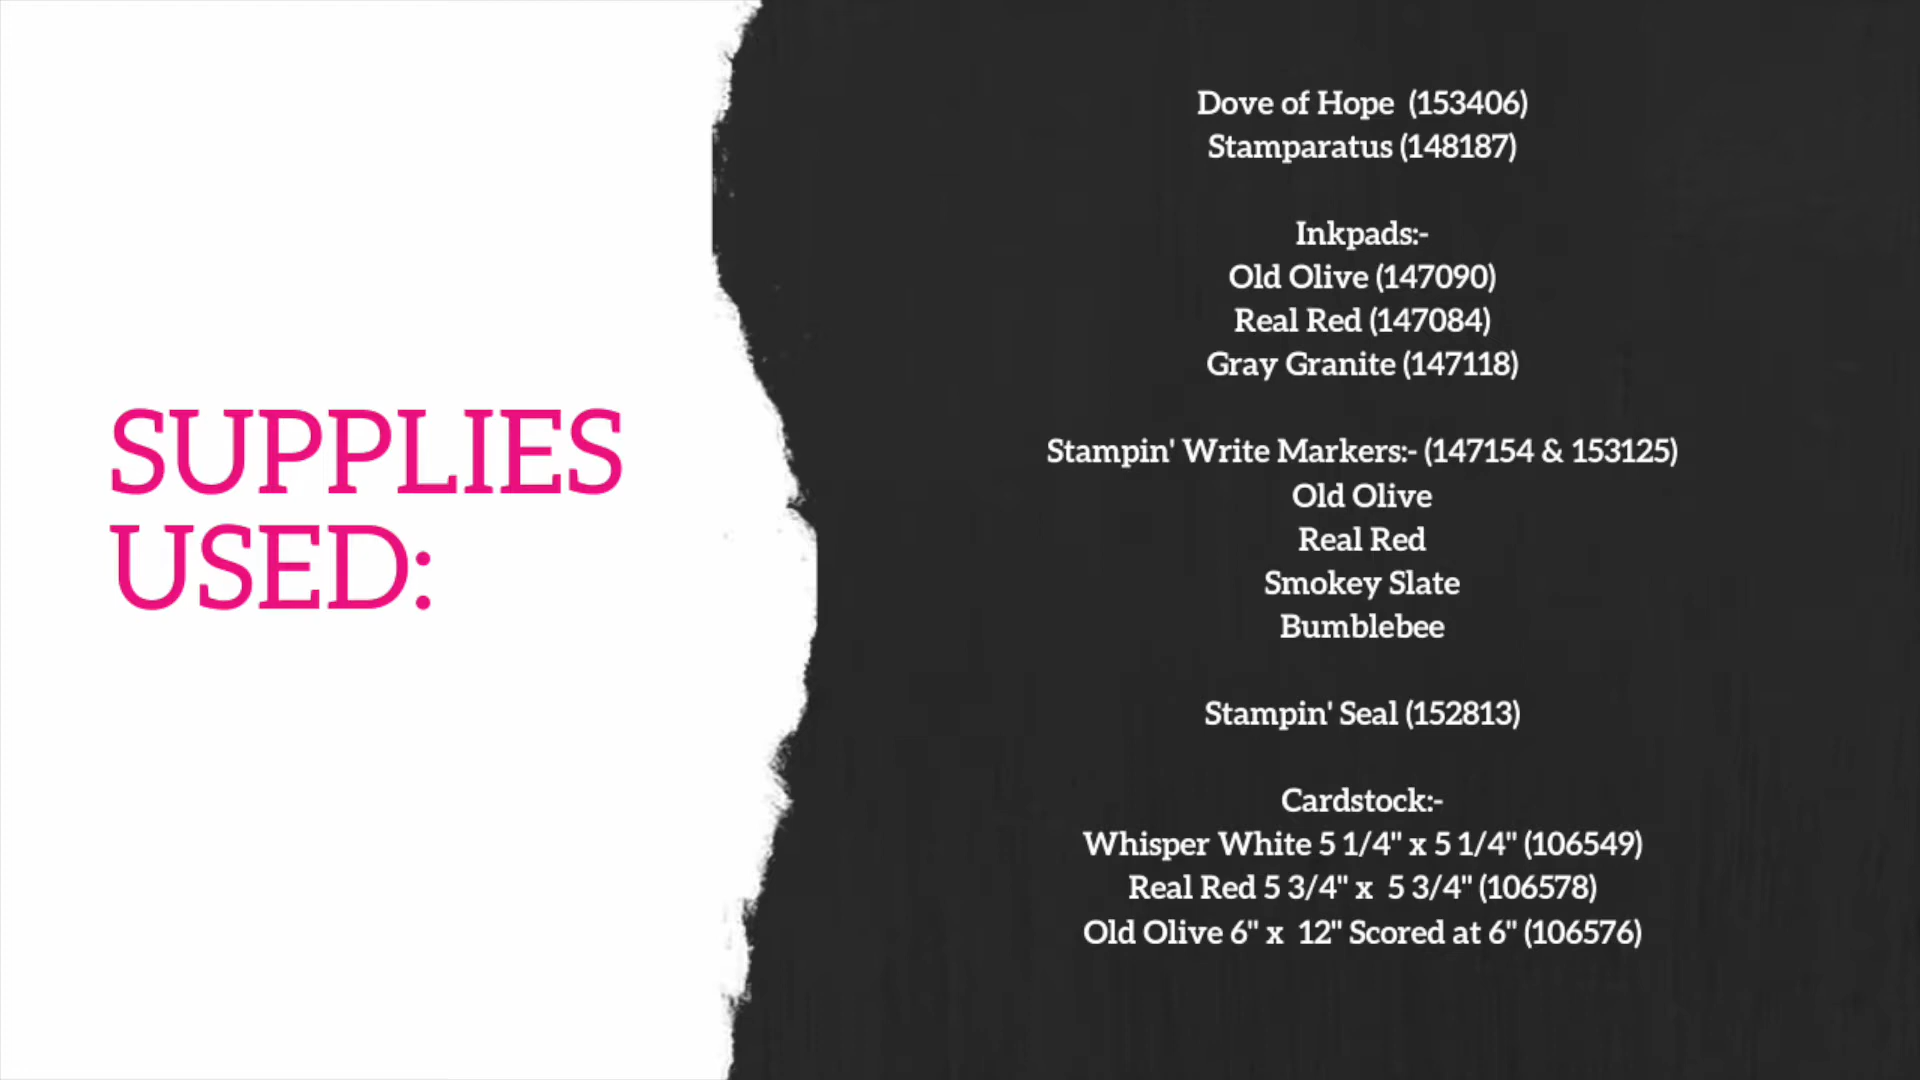 SUPPLIES
USED:
Dove of Hope (153406)
Stamparatus (148187)
Inkpads:-
Old Olive (147090)
Real Red (147084)
Gray Granite (147118)
Stampin' Write Markers:- (147154 & 153125)
Old Olive
Real Red
Smokey Slate
Bumblebee
Stampin' Seal (152813)
Cardstock:-
Whisper White 5 1/4" x 5 1/4" (106549)
Real Red 5 3/4" x 5 3/4" (106578)
Old Olive 6" x 12" Scored at 6" (106576)